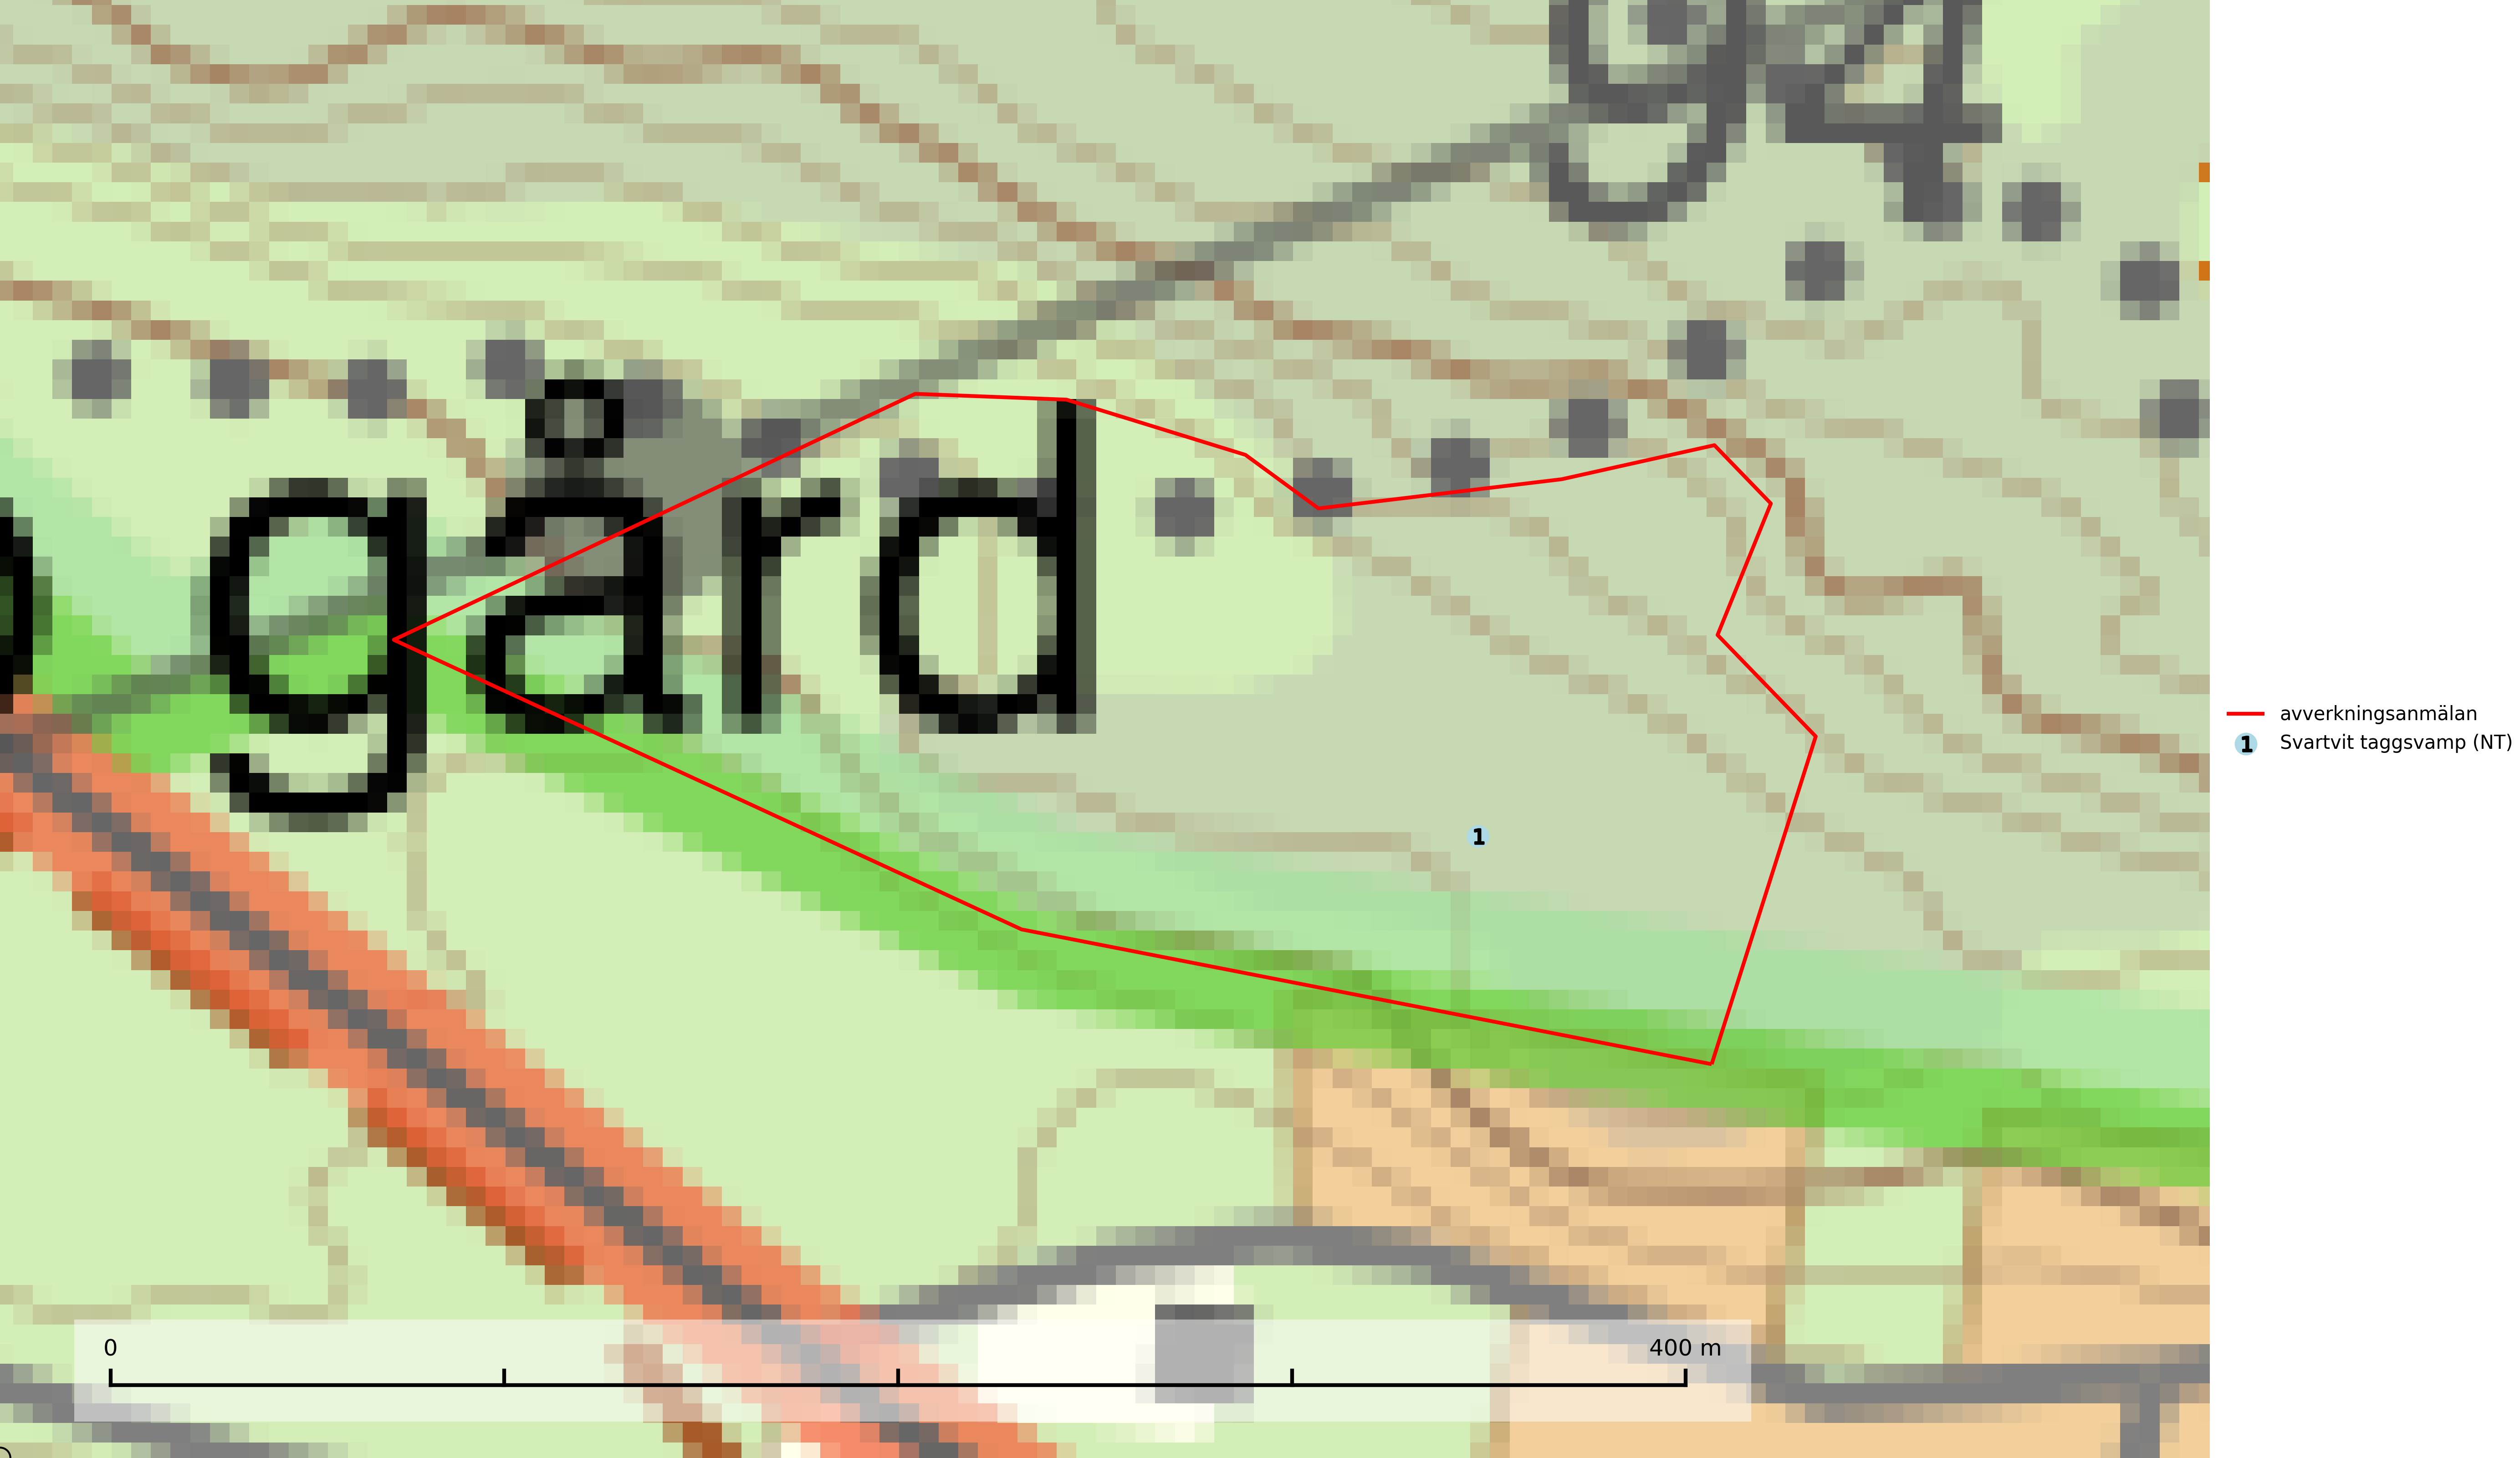 94
gård
avverkningsanmälan
1 Svartvit taggsvamp (NT)
1
0 400 m